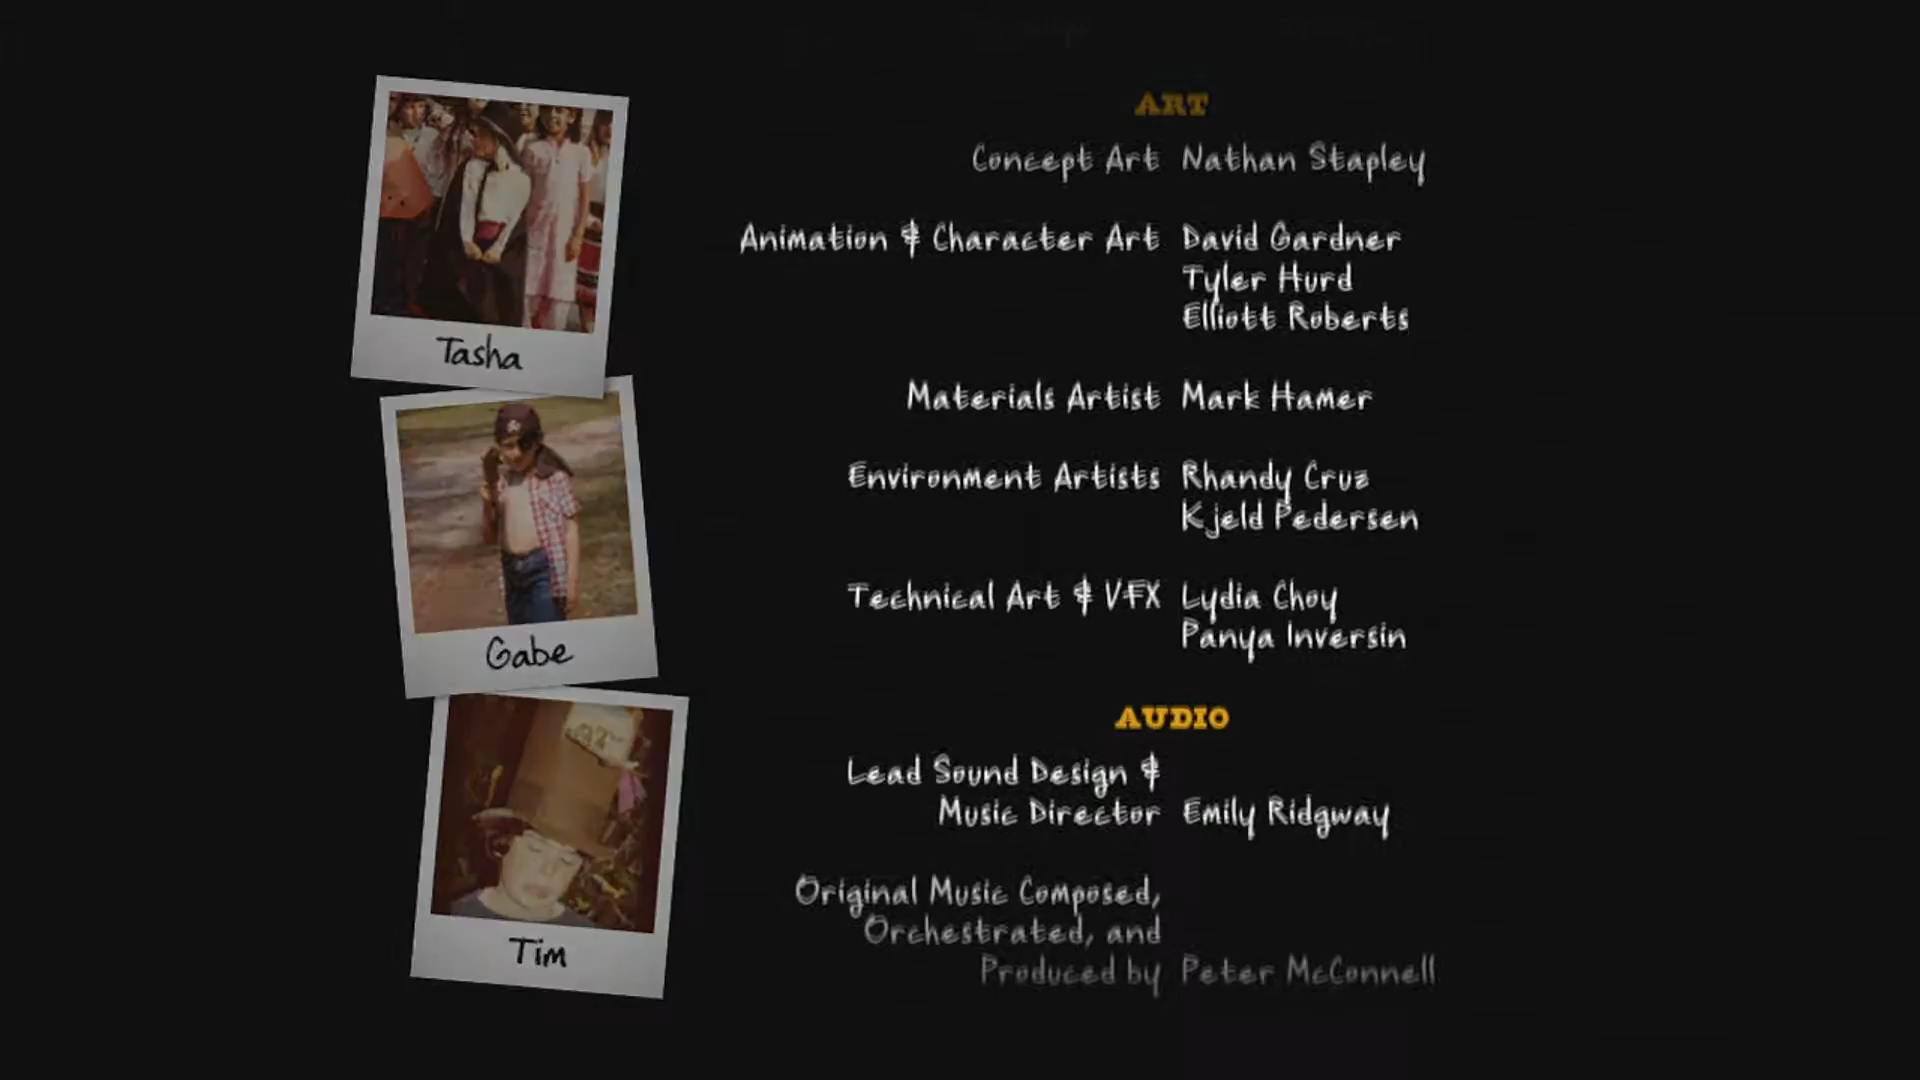 Tasha
Gabe
Tim
ART
Concept Art Nathan Stapley
Animation & Character Art David Gardner
Tyler Hurd
Elliott Roberts
Materials Artist Mark Hamer
Environment Artists Rhandy Cruz
Kjeld Pedersen
Technical Art & VFX Lydia Choy
Panya Inversin
AUDIO
Lead Sound Design &
Music Director Emily Ridgway
Original Music Composed,
Orchestrated, and
Produced by Peter McConnell